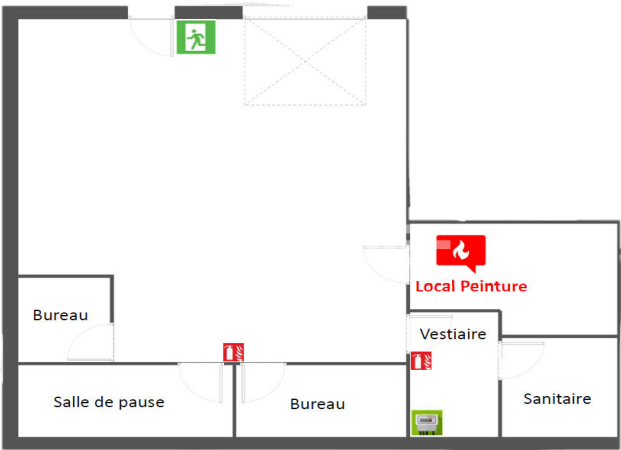 Local Peinture
Bureau
Vestiaire
Salle de pause
Bureau
Sanitaire